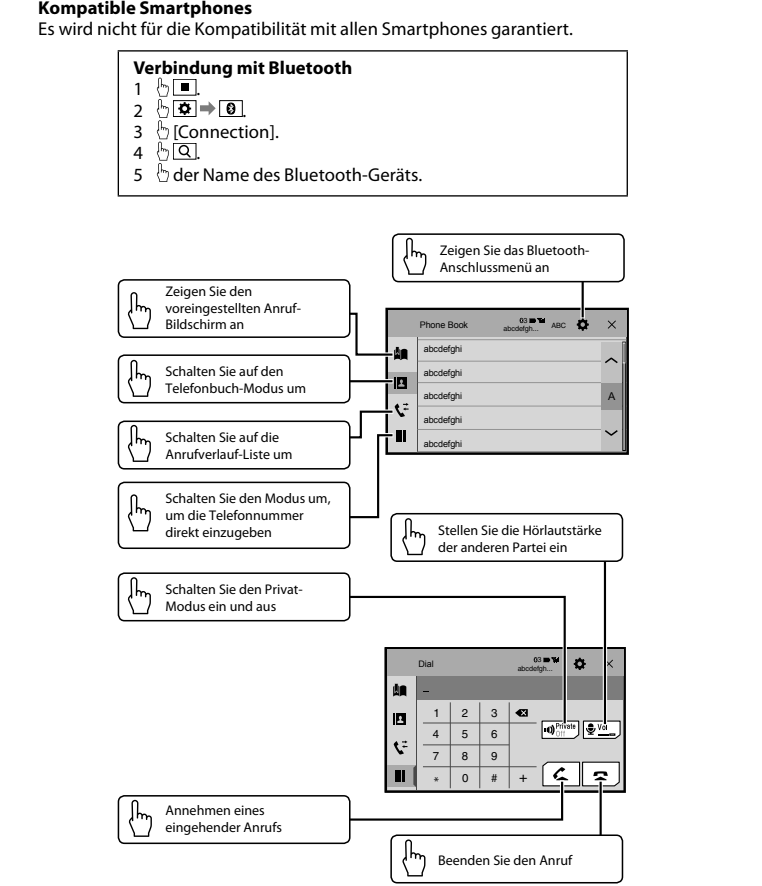 Kompatible Smartphones
Es wird nicht für die Kompatibilität mit allen Smartphones garantiert.
Verbindung mit Bluetooth
1 .
2 .
3 [Connection].
4 .
5 der Name des Bluetooth-Geräts.
Zeigen Sie das Bluetooth-
Anschlussmenü an
Zeigen Sie den
voreingestellten Anruf-
Bildschirm an
Schalten Sie auf den
Telefonbuch-Modus um
Schalten Sie auf die
Anrufverlauf-Liste um
Schalten Sie den Modus um,
um die Telefonnummer
direkt einzugeben
Phone Book
03
abcdefgh...
ABC
abcdefghi
abcdefghi
abcdefghi
abcdefghi
abcdefghi
A
Stellen Sie die Hörlautstärke
der anderen Partei ein
Schalten Sie den Privat-
Modus ein und aus
Dial
03
abcdefgh...
–
1 2 3
4 5 6
7 8 9
* 0 # +
Private
Off
Vol
Annehmen eines
eingehender Anrufs
Beenden Sie den Anruf